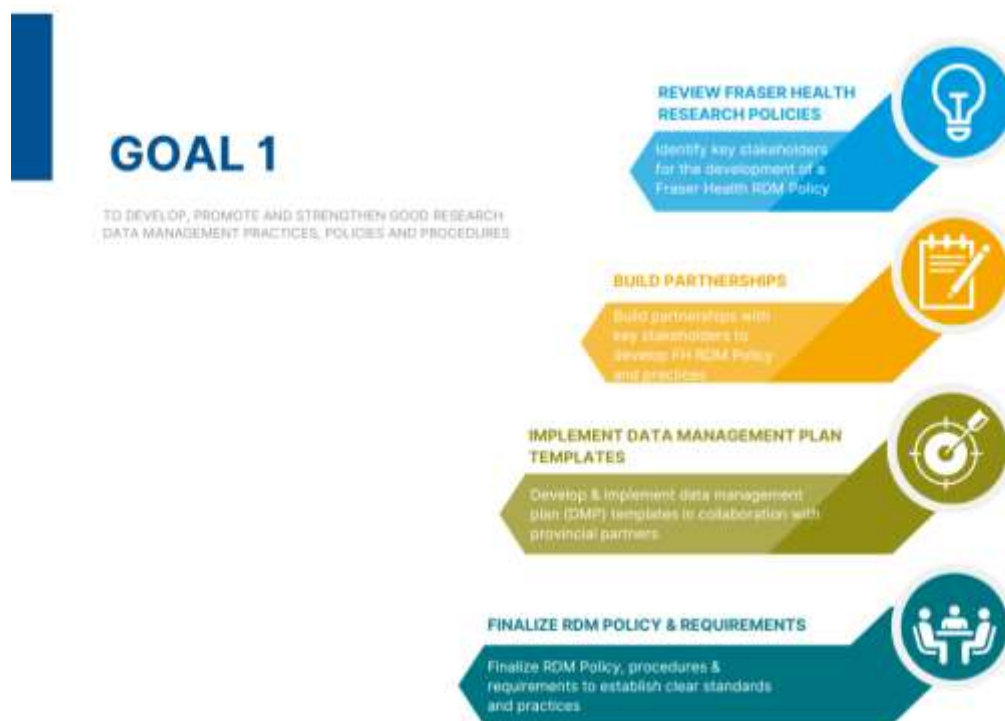 GOAL 1
TO DEVELOP, PROMOTE AND STRENGTHEN GOOD RESEARCH
DATA MANAGEMENT PRACTICES, POLICIES AND PROCEDURES
REVIEW FRASER HEALTH
RESEARCH POLICIES
Identify key stakeholders
for the development of a
Fraser Health RDM Policy
BUILD PARTNERSHIPS
Build partnerships with
key stakeholders to
develop FH RDM Policy
and practices
IMPLEMENT DATA MANAGEMENT PLAN
TEMPLATES
Develop & implement data management
plan (DMP) templates in collaboration with
provincial partners
FINALIZE RDM POLICY & REQUIREMENTS
Finalize RDM Policy, procedures &
requirements to establish clear standards
and practices